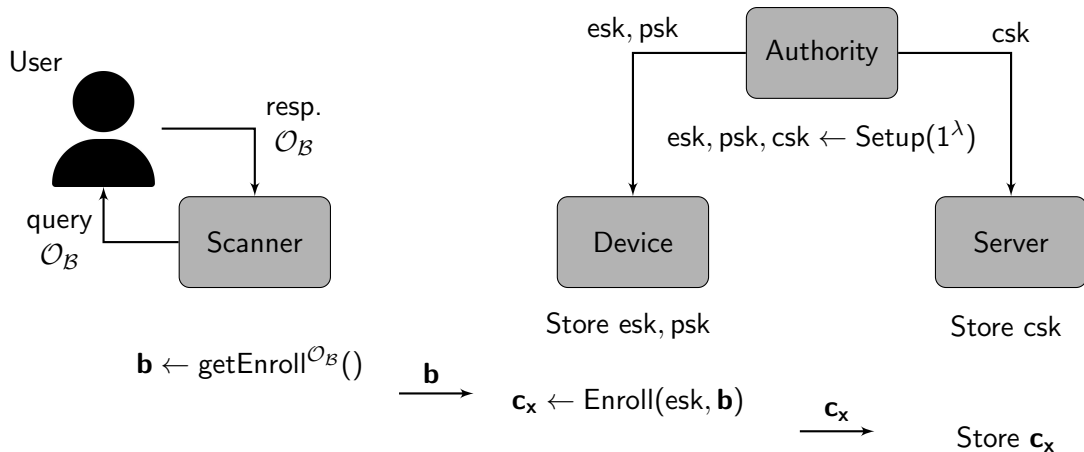 esk, psk
Authority
csk
User
resp.
𝒪_ℬ
esk, psk, csk ← Setup(1^λ)
query
𝒪_ℬ
Scanner
Device
Server
Store esk, psk
Store csk
𝐛 ← getEnroll^{𝒪_ℬ}()
𝐛
𝐜_𝐱 ← Enroll(esk, 𝐛)
𝐜_𝐱
Store 𝐜_𝐱